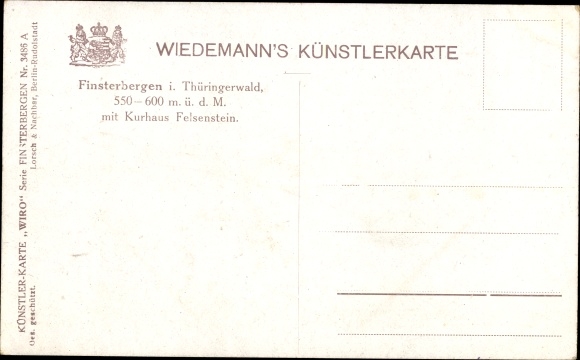 WIEDEMANN'S KÜNSTLERKARTE
Finsterbergen i. Thüringerwald,
550—600 m. ü. d. M.
mit Kurhaus Felsenstein.
KÜNSTLER-KARTE „WIRO" Serie FINSTERBERGEN Nr. 3486 A
Lorsch & Nachbar, Berlin-Rudolstadt
Ges. geschützt.